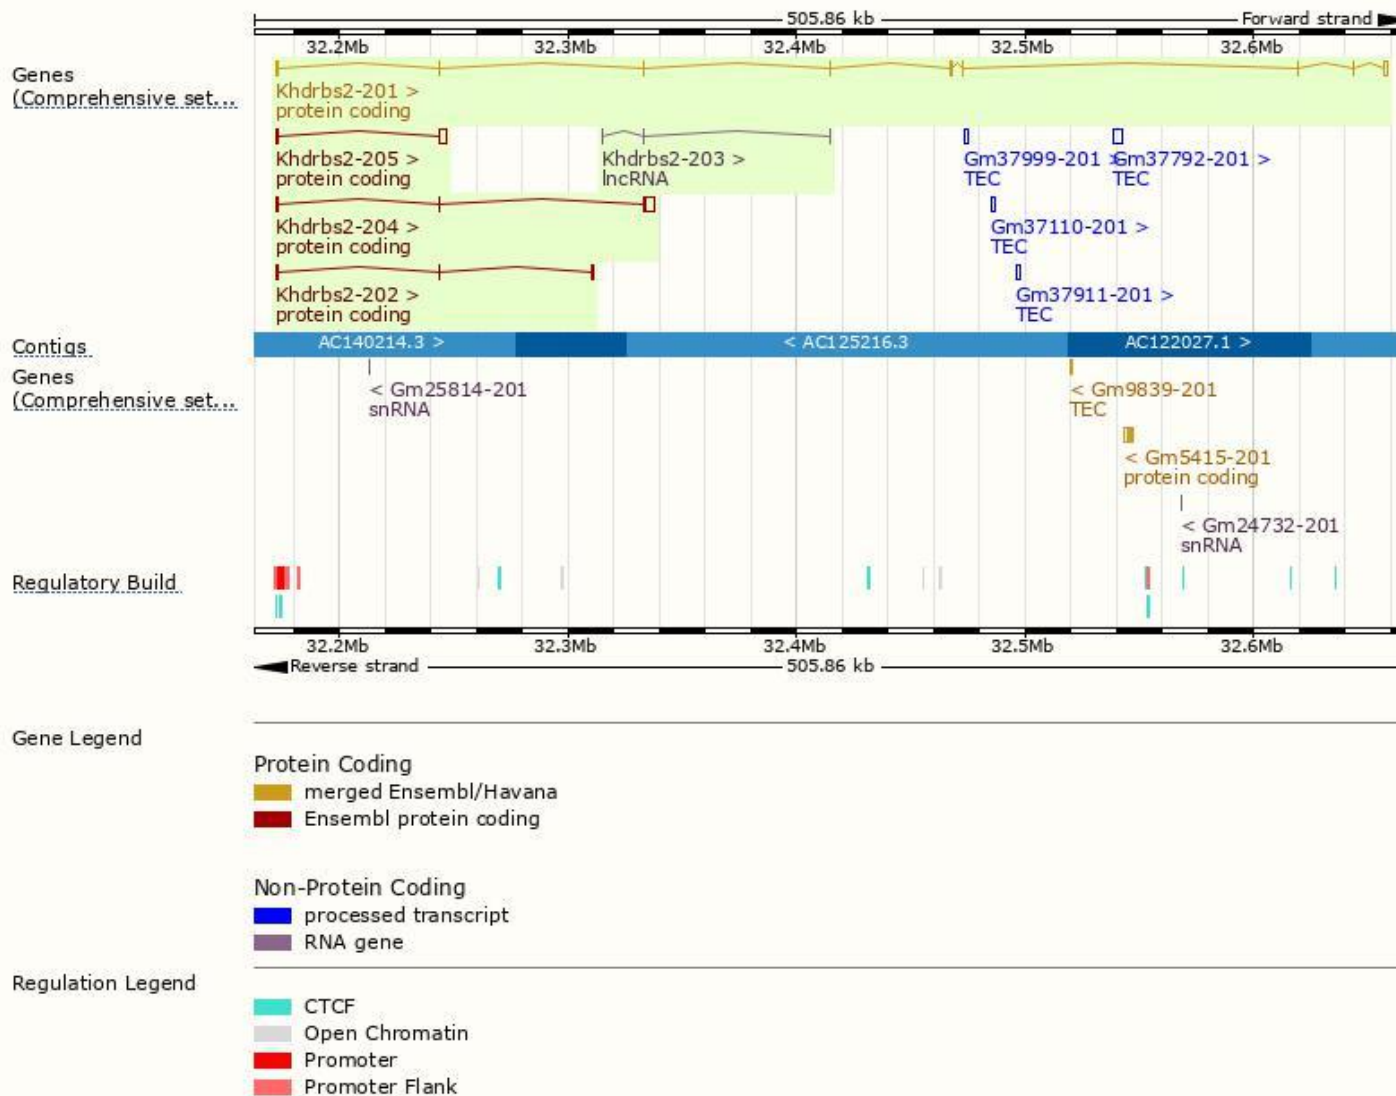 505.86 kb Forward strand
32.2Mb 32.3Mb 32.4Mb 32.5Mb 32.6Mb
Genes
(Comprehensive set...
Khdrbs2-201 >
protein coding
Khdrbs2-205 > Khdrbs2-203 > Gm37999-201 > Gm37792-201 >
protein coding lncRNA TEC TEC
Khdrbs2-204 > Gm37110-201 >
protein coding TEC
Khdrbs2-202 > Gm37911-201 >
protein coding TEC
Contigs AC140214.3 > < AC125216.3 AC122027.1 >
Genes
(Comprehensive set...
< Gm25814-201 < Gm9839-201
snRNA TEC
< Gm5415-201
protein coding
< Gm24732-201
snRNA
Regulatory Build
32.2Mb 32.3Mb 32.4Mb 32.5Mb 32.6Mb
Reverse strand 505.86 kb
Gene Legend
Protein Coding
merged Ensembl/Havana
Ensembl protein coding
Non-Protein Coding
processed transcript
RNA gene
Regulation Legend
CTCF
Open Chromatin
Promoter
Promoter Flank